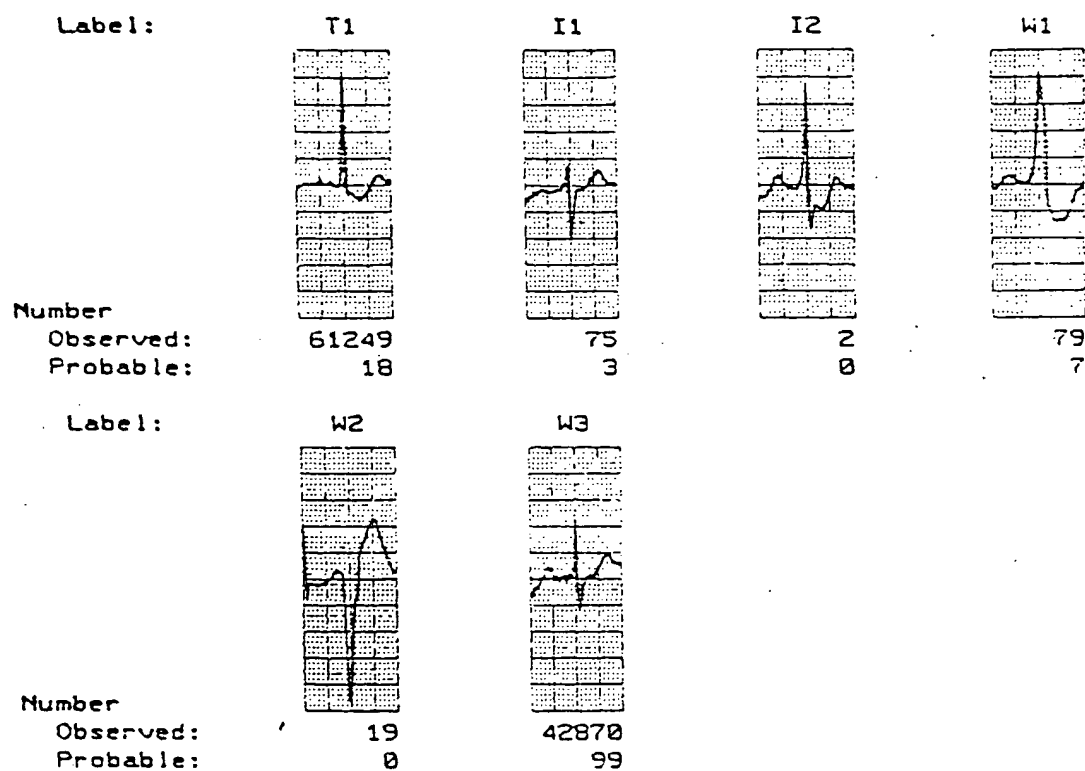 Label: T1 I1 I2 W1
Number
Observed: 61249 75 2 79
Probable: 18 3 0 7
Label: W2 W3
Number
Observed: 19 42870
Probable: 0 99